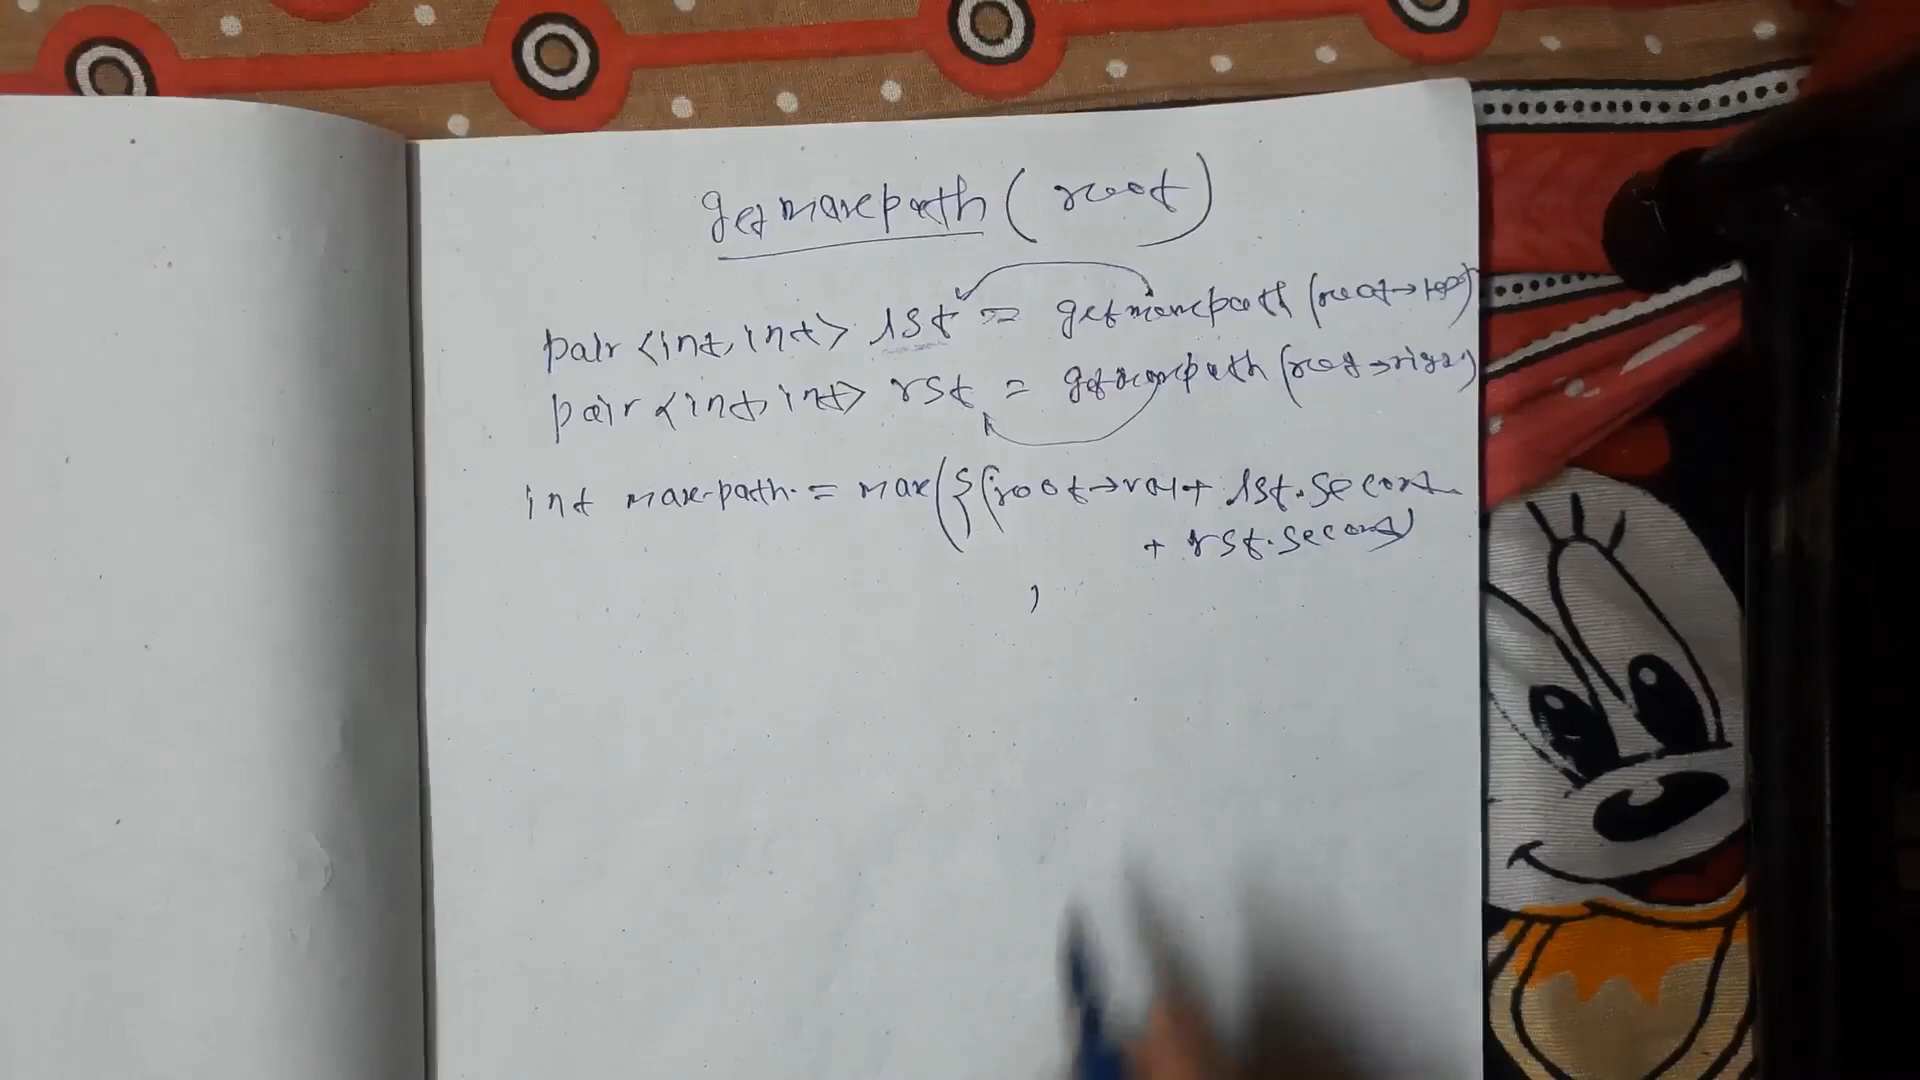 getmaxpath (root)
pair <int, int> lst = getmaxpath (root→left)
pair <int, int> rst = getmaxpath (root→right)
int max-path = max({(root→val + lst.second
+ rst.second)
,